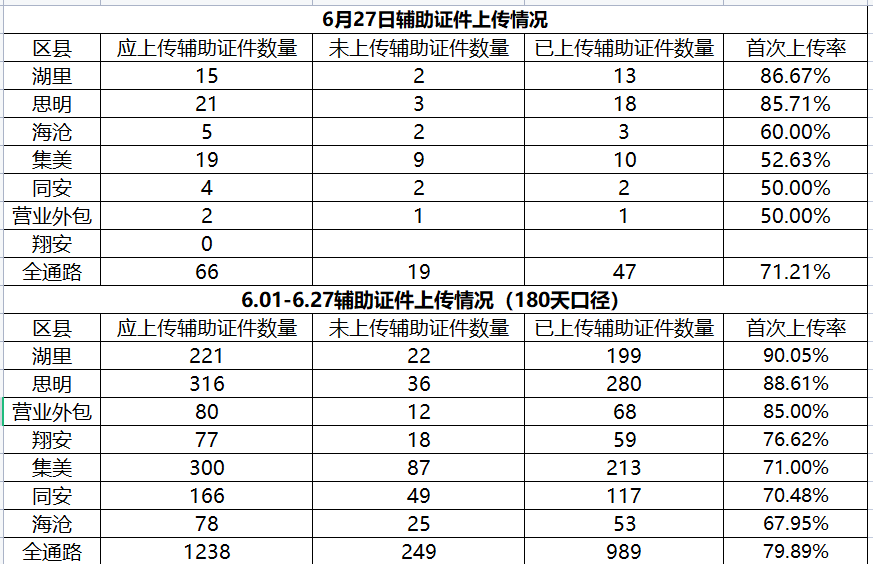 6月27日辅助证件上传情况
区县 应上传辅助证件数量 未上传辅助证件数量 已上传辅助证件数量 首次上传率
湖里 15 2 13 86.67%
思明 21 3 18 85.71%
海沧 5 2 3 60.00%
集美 19 9 10 52.63%
同安 4 2 2 50.00%
营业外包 2 1 1 50.00%
翔安 0
全通路 66 19 47 71.21%
6.01-6.27辅助证件上传情况（180天口径）
区县 应上传辅助证件数量 未上传辅助证件数量 已上传辅助证件数量 首次上传率
湖里 221 22 199 90.05%
思明 316 36 280 88.61%
营业外包 80 12 68 85.00%
翔安 77 18 59 76.62%
集美 300 87 213 71.00%
同安 166 49 117 70.48%
海沧 78 25 53 67.95%
全通路 1238 249 989 79.89%